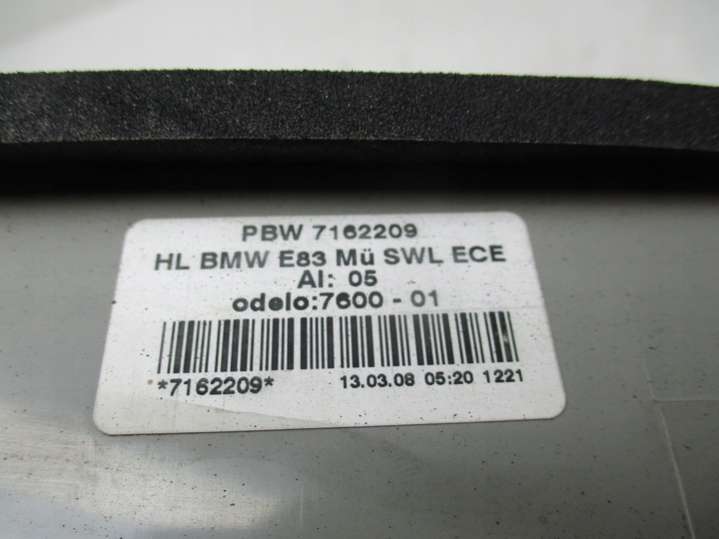 PBW 7162209
HL BMW E83 Mü SWL ECE
AI: 05
odelo:7600 - 01
*7162209* 13.03.08 05:20 1221